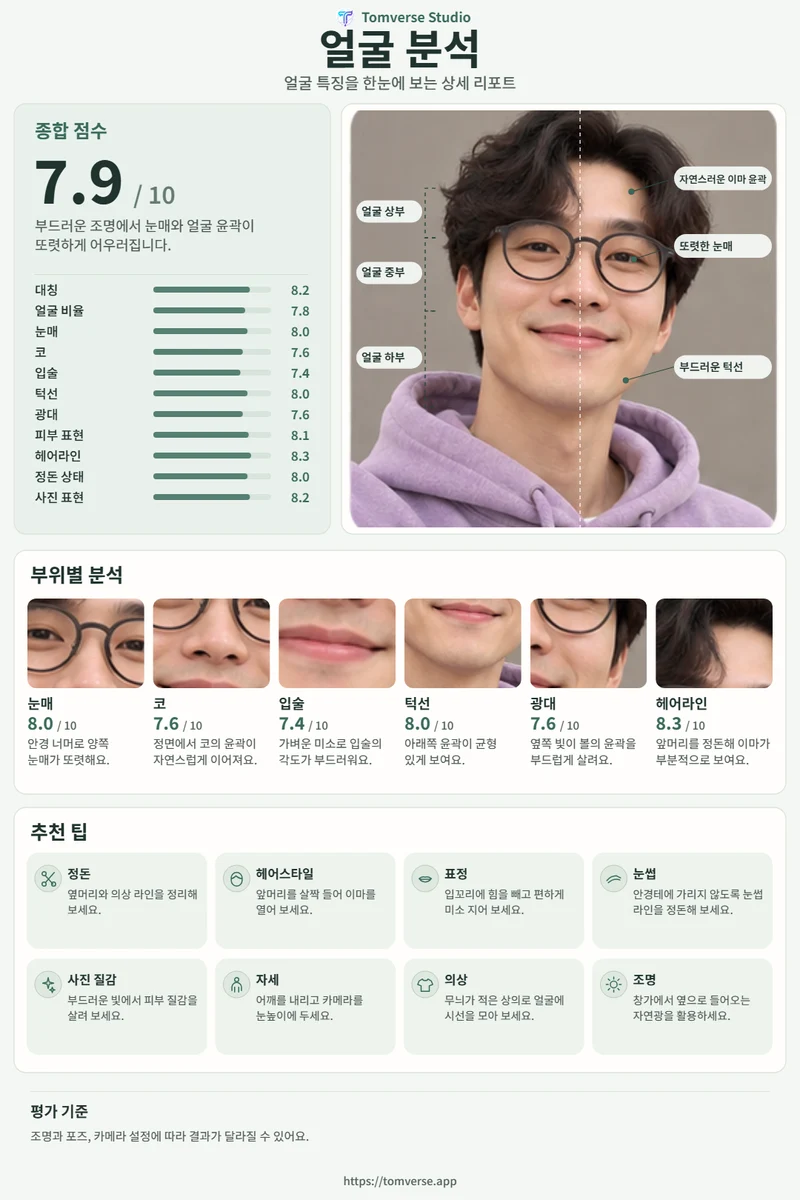 Tomverse Studio
얼굴 분석
얼굴 특징을 한눈에 보는 상세 리포트
종합 점수
7.9 / 10
부드러운 조명에서 눈매와 얼굴 윤곽이
또렷하게 어우러집니다.
대칭 8.2
얼굴 비율 7.8
눈매 8.0
코 7.6
입술 7.4
턱선 8.0
광대 7.6
피부 표현 8.1
헤어라인 8.3
정돈 상태 8.0
사진 표현 8.2
얼굴 상부
얼굴 중부
얼굴 하부
자연스러운 이마 윤곽
또렷한 눈매
부드러운 턱선
부위별 분석
눈매
8.0 / 10
안경 너머로 양쪽
눈매가 또렷해요.
코
7.6 / 10
정면에서 코의 윤곽이
자연스럽게 이어져요.
입술
7.4 / 10
가벼운 미소로 입술의
각도가 부드러워요.
턱선
8.0 / 10
아래쪽 윤곽이 균형
있게 보여요.
광대
7.6 / 10
옆쪽 빛이 볼의 윤곽을
부드럽게 살려요.
헤어라인
8.3 / 10
앞머리를 정돈해 이마가
부분적으로 보여요.
추천 팁
정돈
옆머리와 의상 라인을 정리해
보세요.
헤어스타일
앞머리를 살짝 들어 이마를
열어 보세요.
표정
입꼬리에 힘을 빼고 편하게
미소 지어 보세요.
눈썹
안경테에 가리지 않도록 눈썹
라인을 정돈해 보세요.
사진 질감
부드러운 빛에서 피부 질감을
살려 보세요.
자세
어깨를 내리고 카메라를
눈높이에 두세요.
의상
무늬가 적은 상의로 얼굴에
시선을 모아 보세요.
조명
창가에서 옆으로 들어오는
자연광을 활용하세요.
평가 기준
조명과 포즈, 카메라 설정에 따라 결과가 달라질 수 있어요.
https://tomverse.app